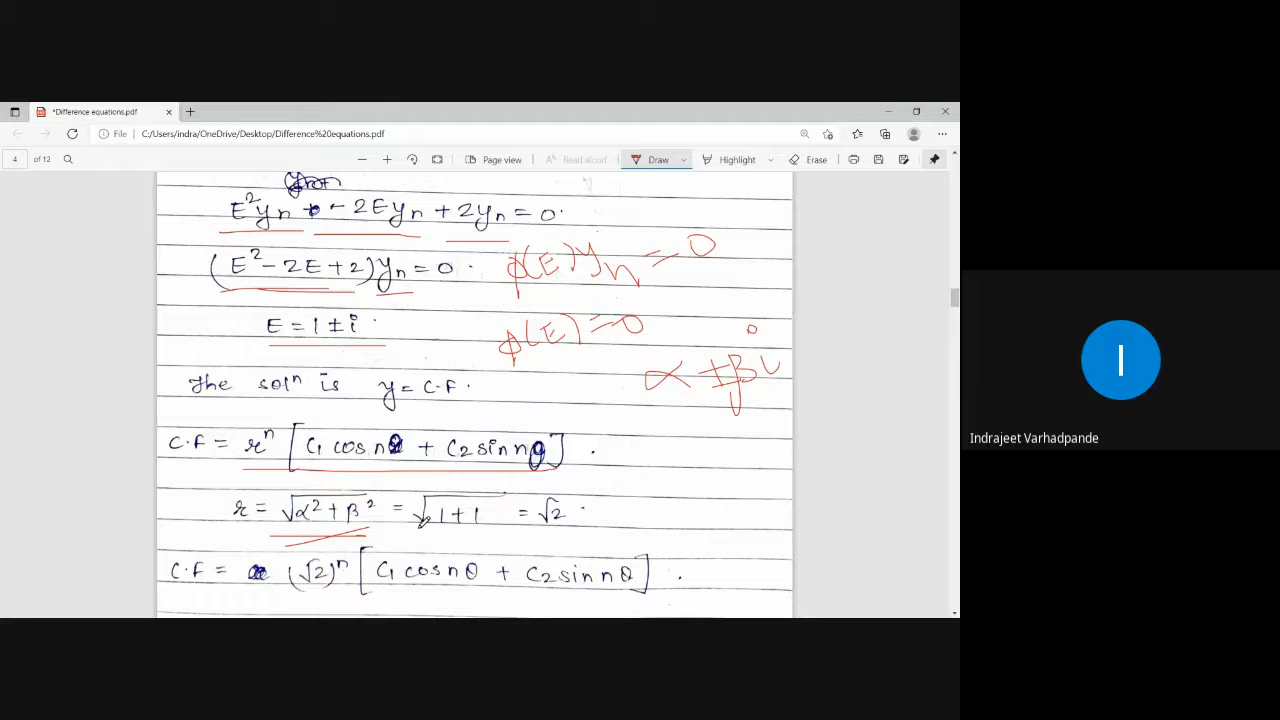 *Difference equations.pdf
File C:/Users/indra/OneDrive/Desktop/Difference%20equations.pdf
4 of 12 Page view Read aloud Draw Highlight Erase
E²yₙ - 2Eyₙ + 2yₙ = 0.
(E² - 2E + 2)yₙ = 0. ϕ(E)yₙ = 0
E = 1 ± i ϕ(E) = 0
α ± βi
The solⁿ is y = C.F.
C.F = rⁿ [C₁ cos nθ + C₂ sin nθ] .
r = √α² + β² = √1 + 1 = √2 .
C.F = (√2)ⁿ [C₁ cos nθ + C₂ sin nθ] .
I
Indrajeet Varhadpande